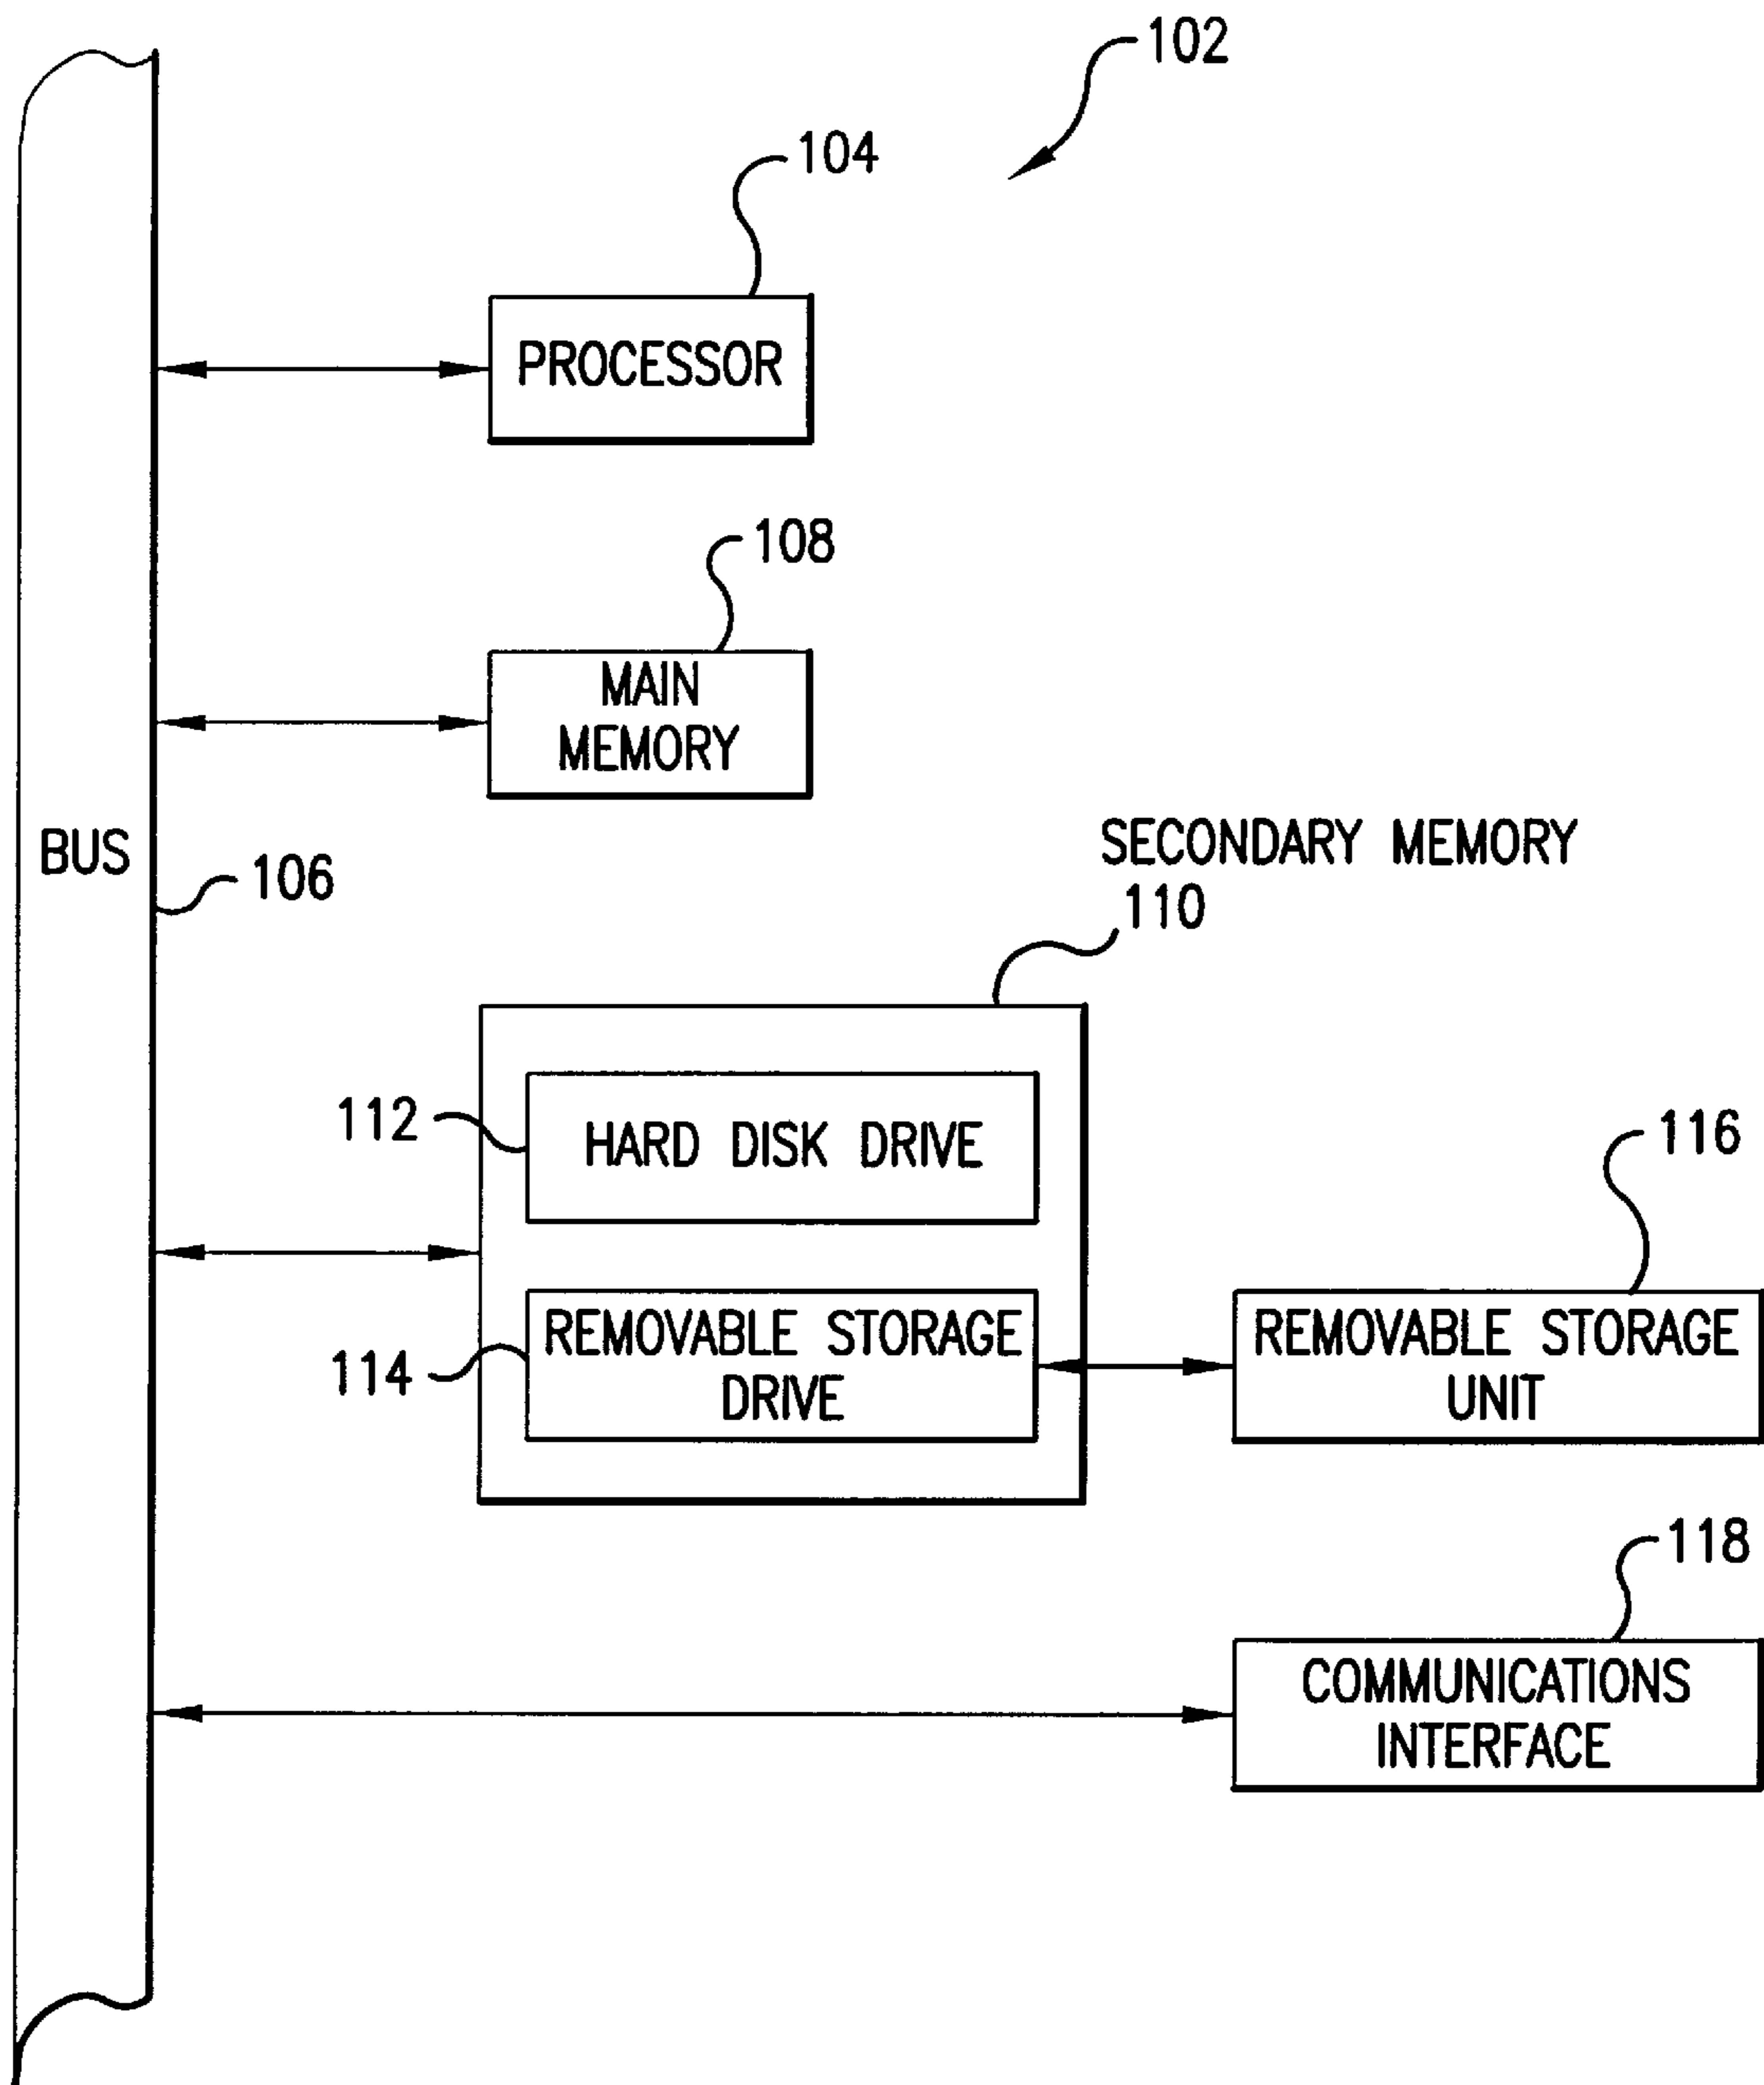 102
104
PROCESSOR
108
MAIN
MEMORY
BUS
106
SECONDARY MEMORY
110
112
HARD DISK DRIVE
116
114
REMOVABLE STORAGE
DRIVE
REMOVABLE STORAGE
UNIT
118
COMMUNICATIONS
INTERFACE